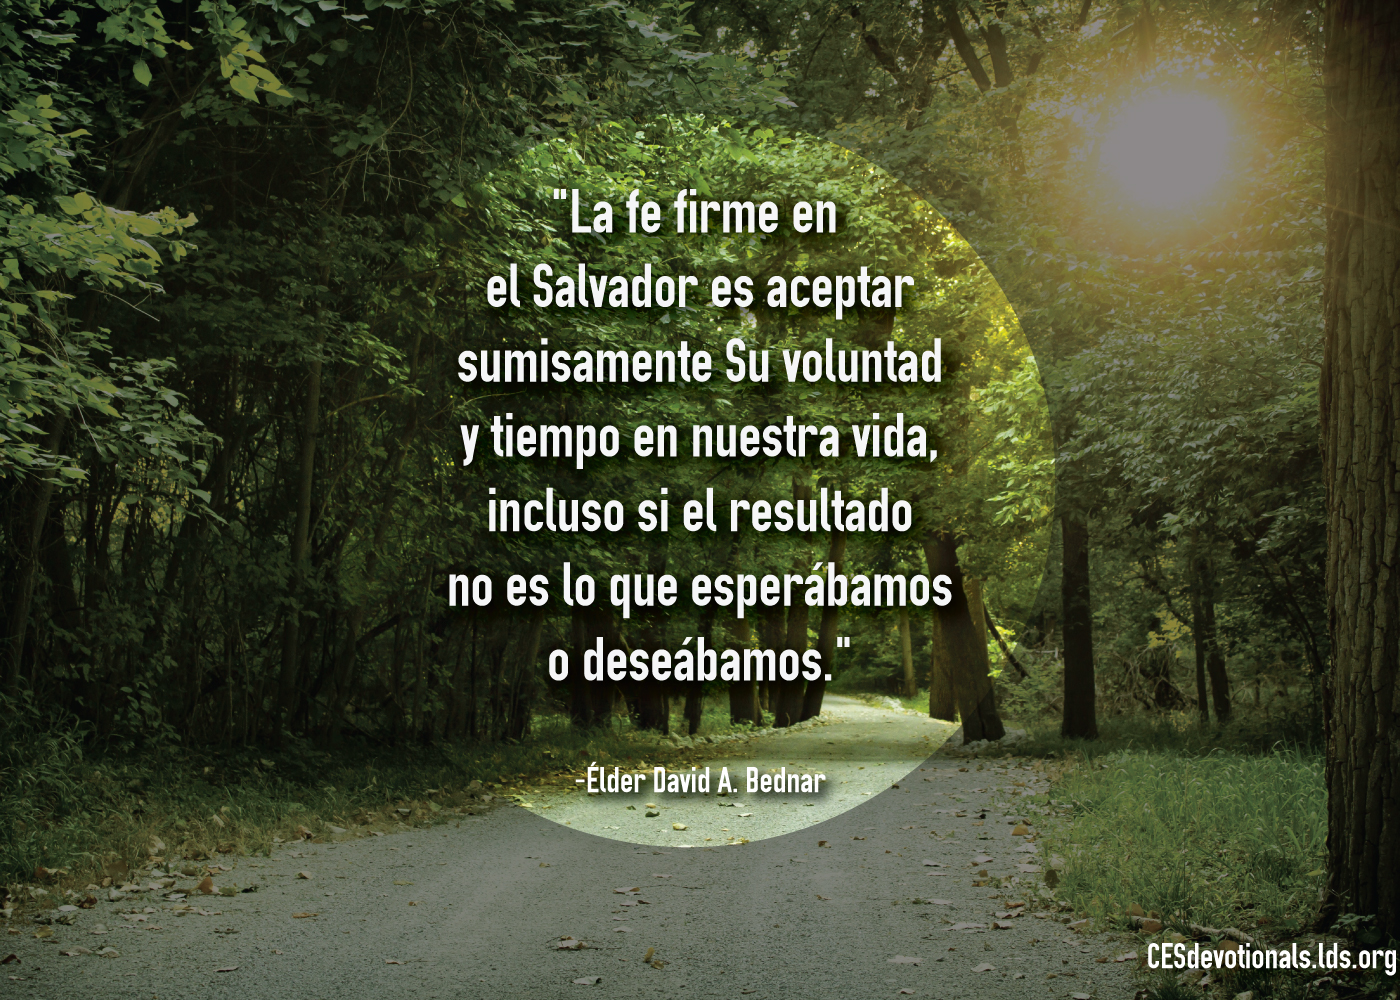 "La fe firme en
el Salvador es aceptar
sumisamente Su voluntad
y tiempo en nuestra vida,
incluso si el resultado
no es lo que esperábamos
o deseábamos."
-Élder David A. Bednar
CESdevotionals.lds.org